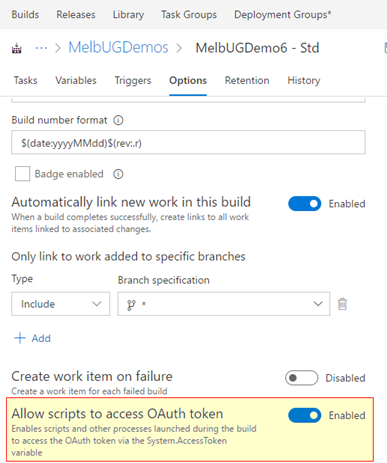 Builds Releases Library Task Groups Deployment Groups*
··· > MelbUGDemos > MelbUGDemo6 - Std
Tasks Variables Triggers Options Retention History
Build number format
$(date:yyyyMMdd)$(rev:.r)
Badge enabled
Automatically link new work in this build Enabled
When a build completes successfully, create links to all work
items linked to associated changes.
Only link to work added to specific branches
Type Branch specification
Include *
+ Add
Create work item on failure Disabled
Create a work item for each failed build
Allow scripts to access OAuth token Enabled
Enables scripts and other processes launched during the build
to access the OAuth token via the System.AccessToken
variable